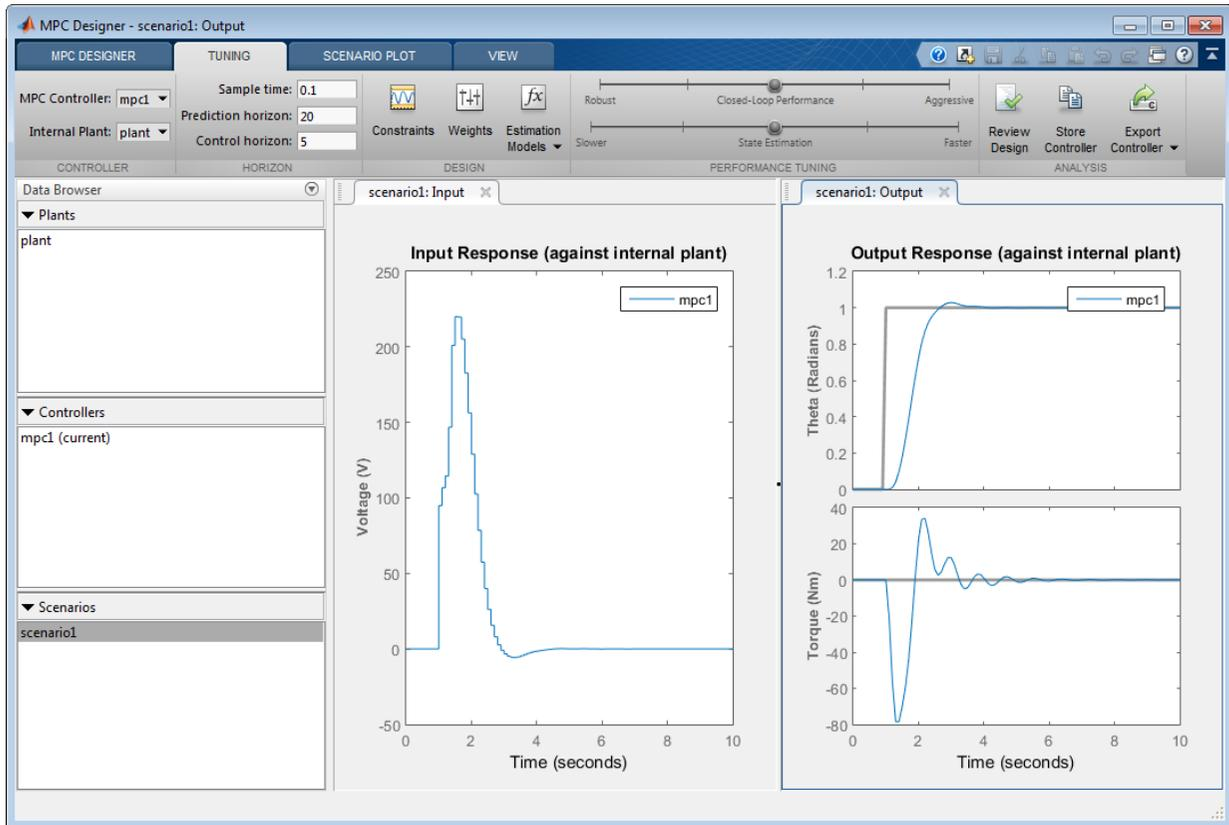 MPC Designer - scenario1: Output
MPC DESIGNER TUNING SCENARIO PLOT VIEW
MPC Controller: mpc1
Internal Plant: plant
CONTROLLER
Sample time: 0.1
Prediction horizon: 20
Control horizon: 5
HORIZON
Constraints
Weights
Estimation
Models
DESIGN
Robust Closed-Loop Performance Aggressive
Slower State Estimation Faster
PERFORMANCE TUNING
Review
Design
Store
Controller
Export
Controller
ANALYSIS
Data Browser
Plants
plant
Controllers
mpc1 (current)
Scenarios
scenario1
scenario1: Input
Input Response (against internal plant)
mpc1
Voltage (V)
250
200
150
100
50
0
-50
0 2 4 6 8 10
Time (seconds)
scenario1: Output
Output Response (against internal plant)
mpc1
Theta (Radians)
1.2
1
0.8
0.6
0.4
0.2
0
Torque (Nm)
40
20
0
-20
-40
-60
-80
0 2 4 6 8 10
Time (seconds)